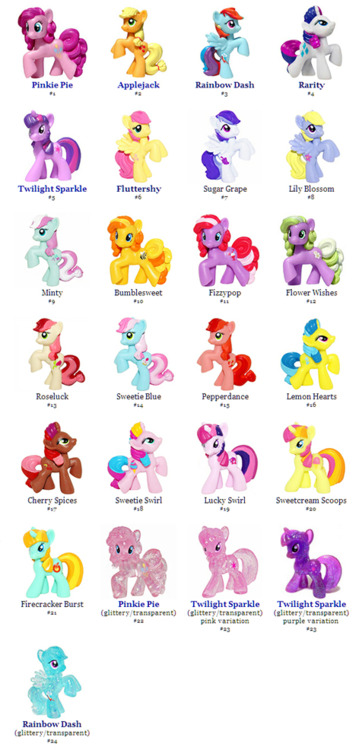 Pinkie Pie
#1
Applejack
#2
Rainbow Dash
#3
Rarity
#4
Twilight Sparkle
#5
Fluttershy
#6
Sugar Grape
#7
Lily Blossom
#8
Minty
#9
Bumblesweet
#10
Fizzypop
#11
Flower Wishes
#12
Roseluck
#13
Sweetie Blue
#14
Pepperdance
#15
Lemon Hearts
#16
Cherry Spices
#17
Sweetie Swirl
#18
Lucky Swirl
#19
Sweetcream Scoops
#20
Firecracker Burst
#21
Pinkie Pie
(glittery/transparent)
#22
Twilight Sparkle
(glittery/transparent)
pink variation
#23
Twilight Sparkle
(glittery/transparent)
purple variation
#23
Rainbow Dash
(glittery/transparent)
#24